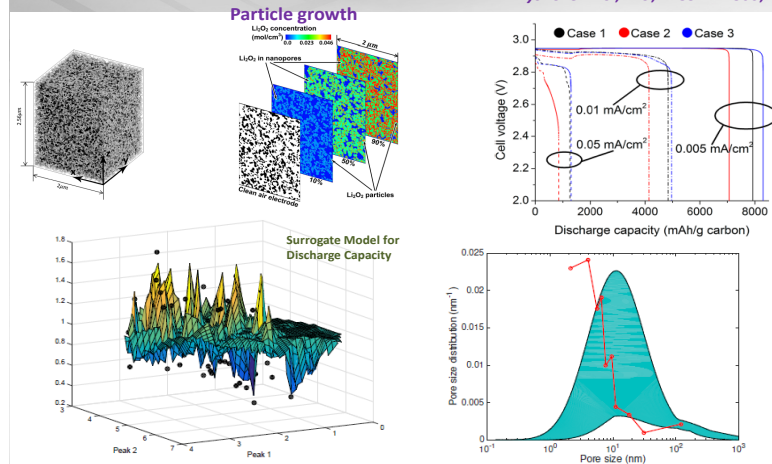 Particle growth
Li₂O₂ concentration
(mol/cm³)
0.0 0.023 0.046
2 μm
Li₂O₂ in nanopores
90%
50%
10%
Li₂O₂ particles
Clean air electrode
2.56μm
2μm
Case 1 Case 2 Case 3
Cell voltage (V)
3.0
2.8
2.6
2.4
2.2
2.0
0.01 mA/cm²
0.05 mA/cm²
0.005 mA/cm²
0 2000 4000 6000 8000
Discharge capacity (mAh/g carbon)
Surrogate Model for
Discharge Capacity
1.8
1.6
1.4
1.2
1
0.8
0.6
0.4
0.2
3
4
5
6
7
Peak 2
4
3
2
1
0
Peak 1
Pore size distribution (nm⁻¹)
0.025
0.02
0.015
0.01
0.005
0
10⁻¹ 10⁰ 10¹ 10² 10³
Pore size (nm)